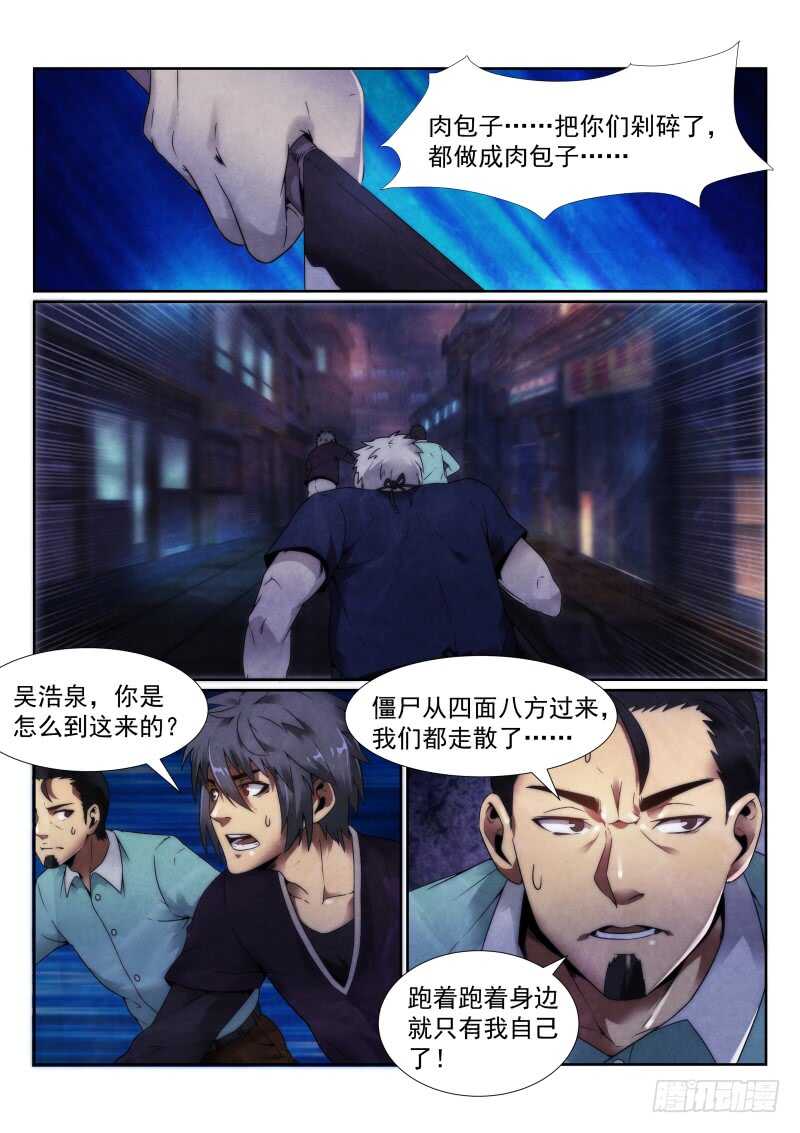 肉包子……把你们剁碎了，
都做成肉包子……
吴浩泉，你是
怎么到这来的？
僵尸从四面八方过来，
我们都走散了……
跑着跑着身边
就只有我自己
了！
腾讯动漫